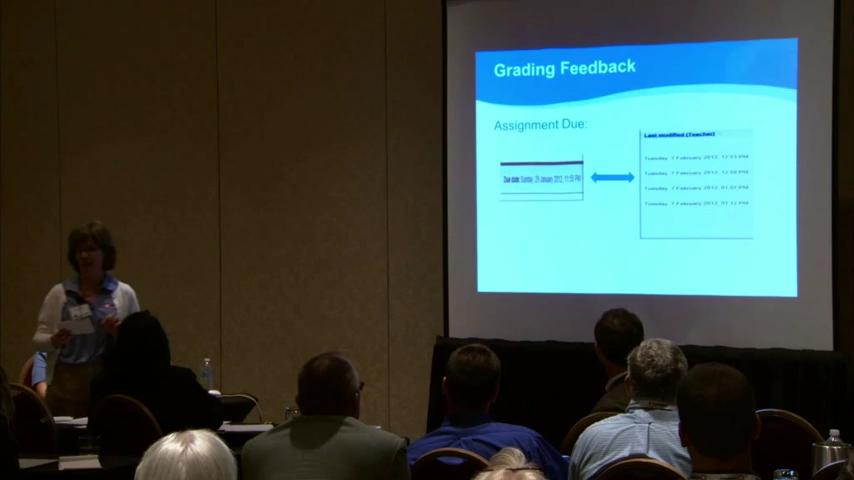 Grading Feedback
Assignment Due:
Last modified (Teacher)
Due date: Sunday, 29 January 2012, 11:55 PM
Tuesday, 7 February 2012, 12:53 PM
Tuesday, 7 February 2012, 12:58 PM
Tuesday, 7 February 2012, 01:07 PM
Tuesday, 7 February 2012, 01:12 PM